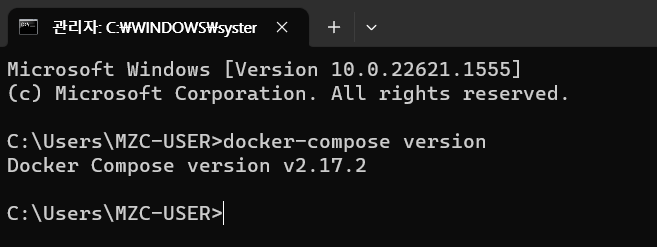 관리자: C:₩WINDOWS₩syster
Microsoft Windows [Version 10.0.22621.1555]
(c) Microsoft Corporation. All rights reserved.
C:\Users\MZC-USER>docker-compose version
Docker Compose version v2.17.2
C:\Users\MZC-USER>